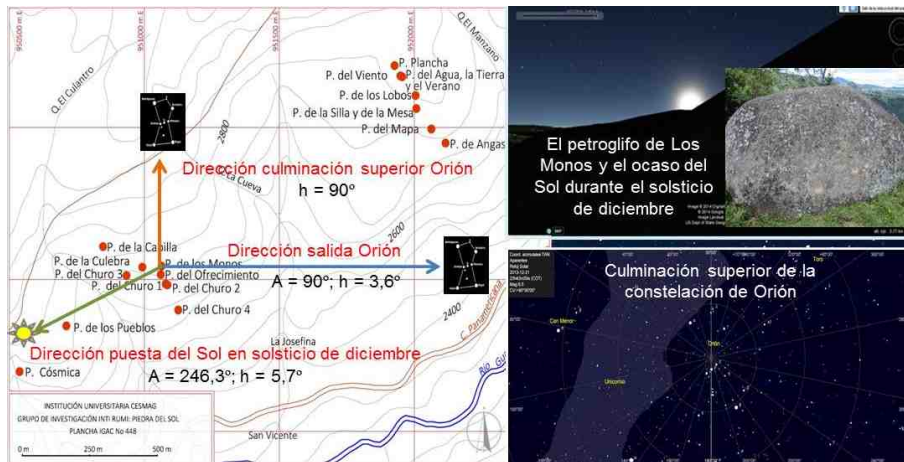 950500 m E
951000 m E
951500 m E
952000 m E
Q. El Manzano
Q. El Culantro
P. Plancha
P. del Viento
P. del Agua, la Tierra
y el Verano
P. de los Lobos
P. de la Silla y de la Mesa
P. del Mapa
P. de Angas
2800
Dirección culminación superior Orión
La Cueva
h = 90º
2600
Dirección salida Orión
P. de la Capilla
P. de la Culebra
P. de los Monos
P. del Churo 3
P. del Ofrecimiento
A = 90º; h = 3,6º
P. del Churo 1
P. del Churo 2
P. del Churo 4
2400
C. Panamericana
P. de los Pueblos
La Josefina
Dirección puesta del Sol en solsticio de diciembre
A = 246,3º; h = 5,7º
P. Cósmica
INSTITUCIÓN UNIVERSITARIA CESMAG
GRUPO DE INVESTIGACIÓN INTI RUMI: PIEDRA DEL SOL
PLANCHA IGAC No 448
0 m
250 m
500 m
San Vicente
El petroglifo de Los
Monos y el ocaso del
Sol durante el solsticio
de diciembre
Culminación superior de la
constelación de Orión
Can Menor
Orión
Unicornio
Toro